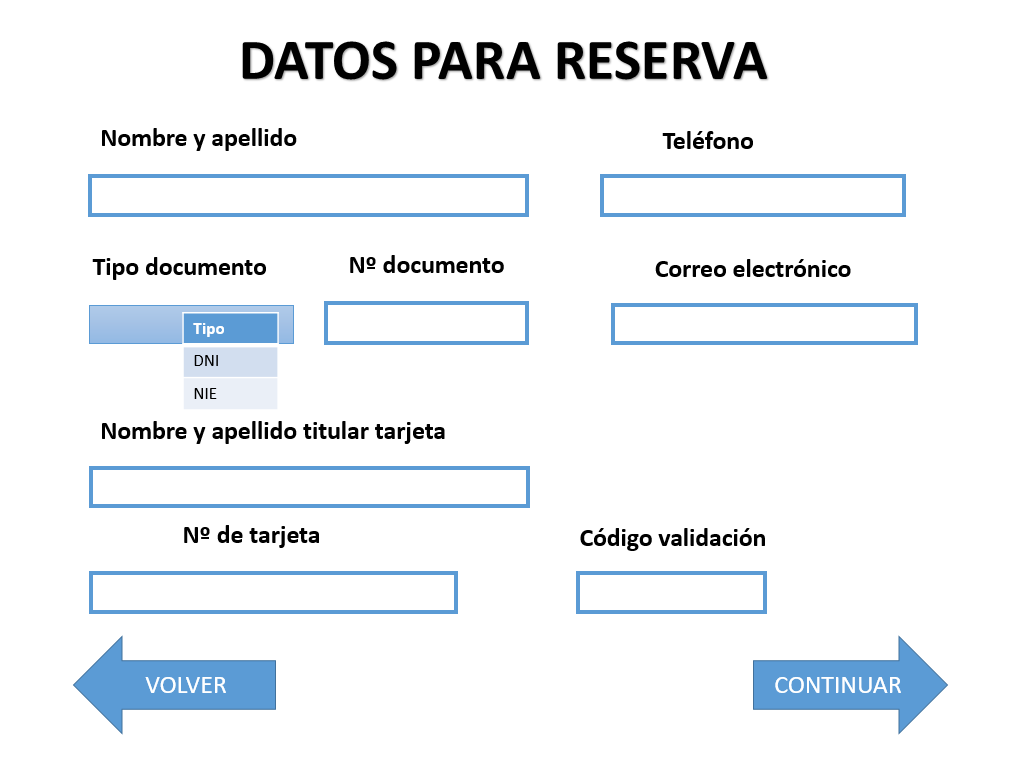 DATOS PARA RESERVA
Nombre y apellido
Teléfono
Tipo documento
Nº documento
Correo electrónico
Tipo
DNI
NIE
Nombre y apellido titular tarjeta
Nº de tarjeta
Código validación
VOLVER
CONTINUAR